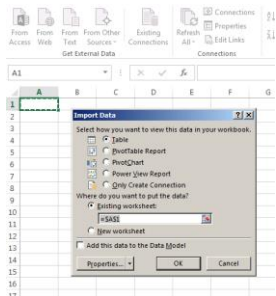 From Access
From Web
From Text
From Other Sources
Existing Connections
Refresh All
Connections
Properties
Edit Links
Get External Data
Connections
A1
fx
A B C D E F G
1
2
3
4
5
6
7
8
9
10
11
12
13
14
15
16
17
Import Data
? X
Select how you want to view this data in your workbook.
Table
PivotTable Report
PivotChart
Power View Report
Only Create Connection
Where do you want to put the data?
Existing worksheet:
=$A$1
New worksheet
Add this data to the Data Model
Properties...
OK
Cancel